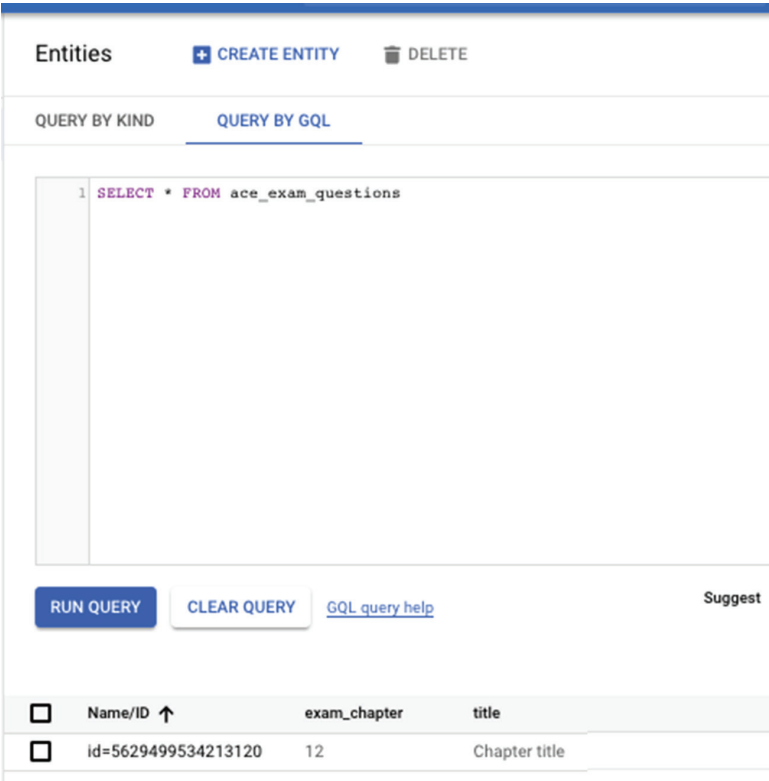 Entities CREATE ENTITY DELETE
QUERY BY KIND QUERY BY GQL
1 SELECT * FROM ace_exam_questions
RUN QUERY CLEAR QUERY GQL query help Suggest
Name/ID ↑ exam_chapter title
id=5629499534213120 12 Chapter title